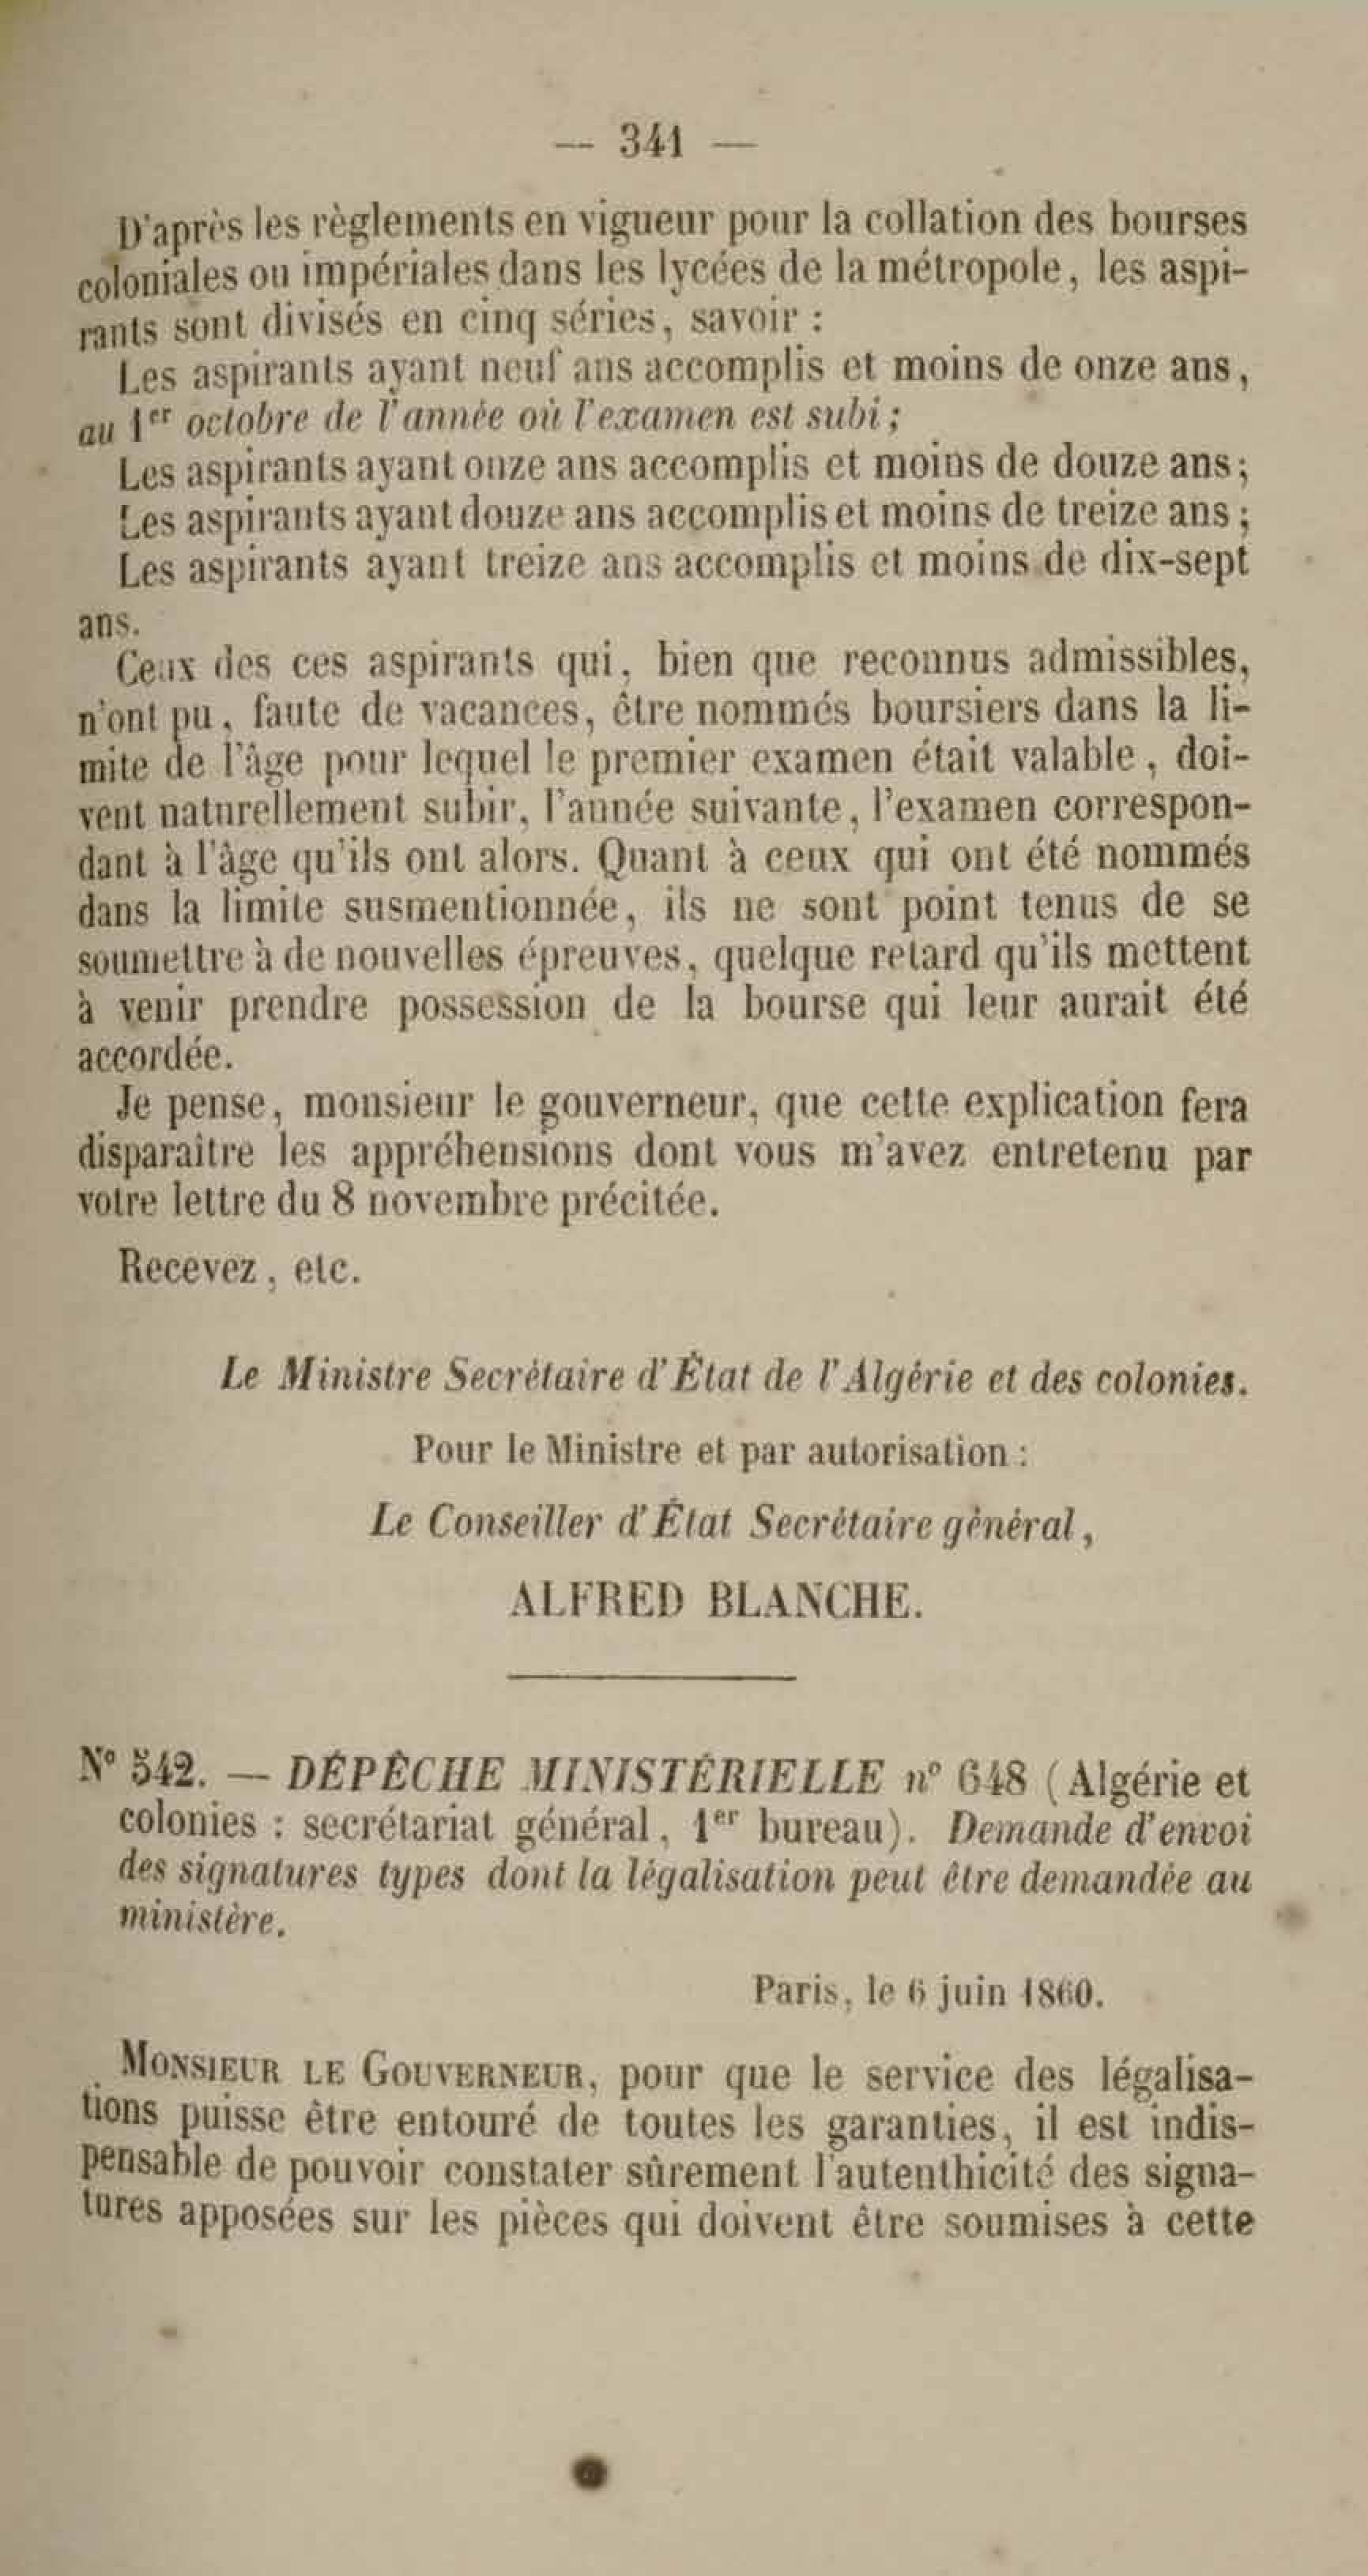 — 341 —
D'après les règlements en vigueur pour la collation des bourses
coloniales ou impériales dans les lycées de la métropole, les aspi-
rants sont divisés en cinq séries, savoir :
Les aspirants ayant neuf ans accomplis et moins de onze ans,
au 1er octobre de l'année où l'examen est subi ;
Les aspirants ayant onze ans accomplis et moins de douze ans;
Les aspirants ayant douze ans accomplis et moins de treize ans ;
Les aspirants ayant treize ans accomplis et moins de dix-sept
ans.
Ceux des ces aspirants qui, bien que reconnus admissibles,
n'ont pu, faute de vacances, être nommés boursiers dans la li-
mite de l'âge pour lequel le premier examen était valable, doi-
vent naturellement subir, l'année suivante, l'examen correspon-
dant à l'âge qu'ils ont alors. Quant à ceux qui ont été nommés
dans la limite susmentionnée, ils ne sont point tenus de se
soumettre à de nouvelles épreuves, quelque retard qu'ils mettent
à venir prendre possession de la bourse qui leur aurait été
accordée.
Je pense, monsieur le gouverneur, que cette explication fera
disparaître les appréhensions dont vous m'avez entretenu par
votre lettre du 8 novembre précitée.
Recevez, etc.
Le Ministre Secrétaire d'État de l'Algérie et des colonies.
Pour le Ministre et par autorisation :
Le Conseiller d'État Secrétaire général,
ALFRED BLANCHE.
N° 542. — DÉPÊCHE MINISTÉRIELLE n° 648 (Algérie et
colonies : secrétariat général, 1er bureau). Demande d'envoi
des signatures types dont la légalisation peut être demandée au
ministère.
Paris, le 6 juin 1860.
MONSIEUR LE GOUVERNEUR, pour que le service des légalisa-
tions puisse être entouré de toutes les garanties, il est indis-
pensable de pouvoir constater sûrement l'autenthicité des signa-
tures apposées sur les pièces qui doivent être soumises à cette